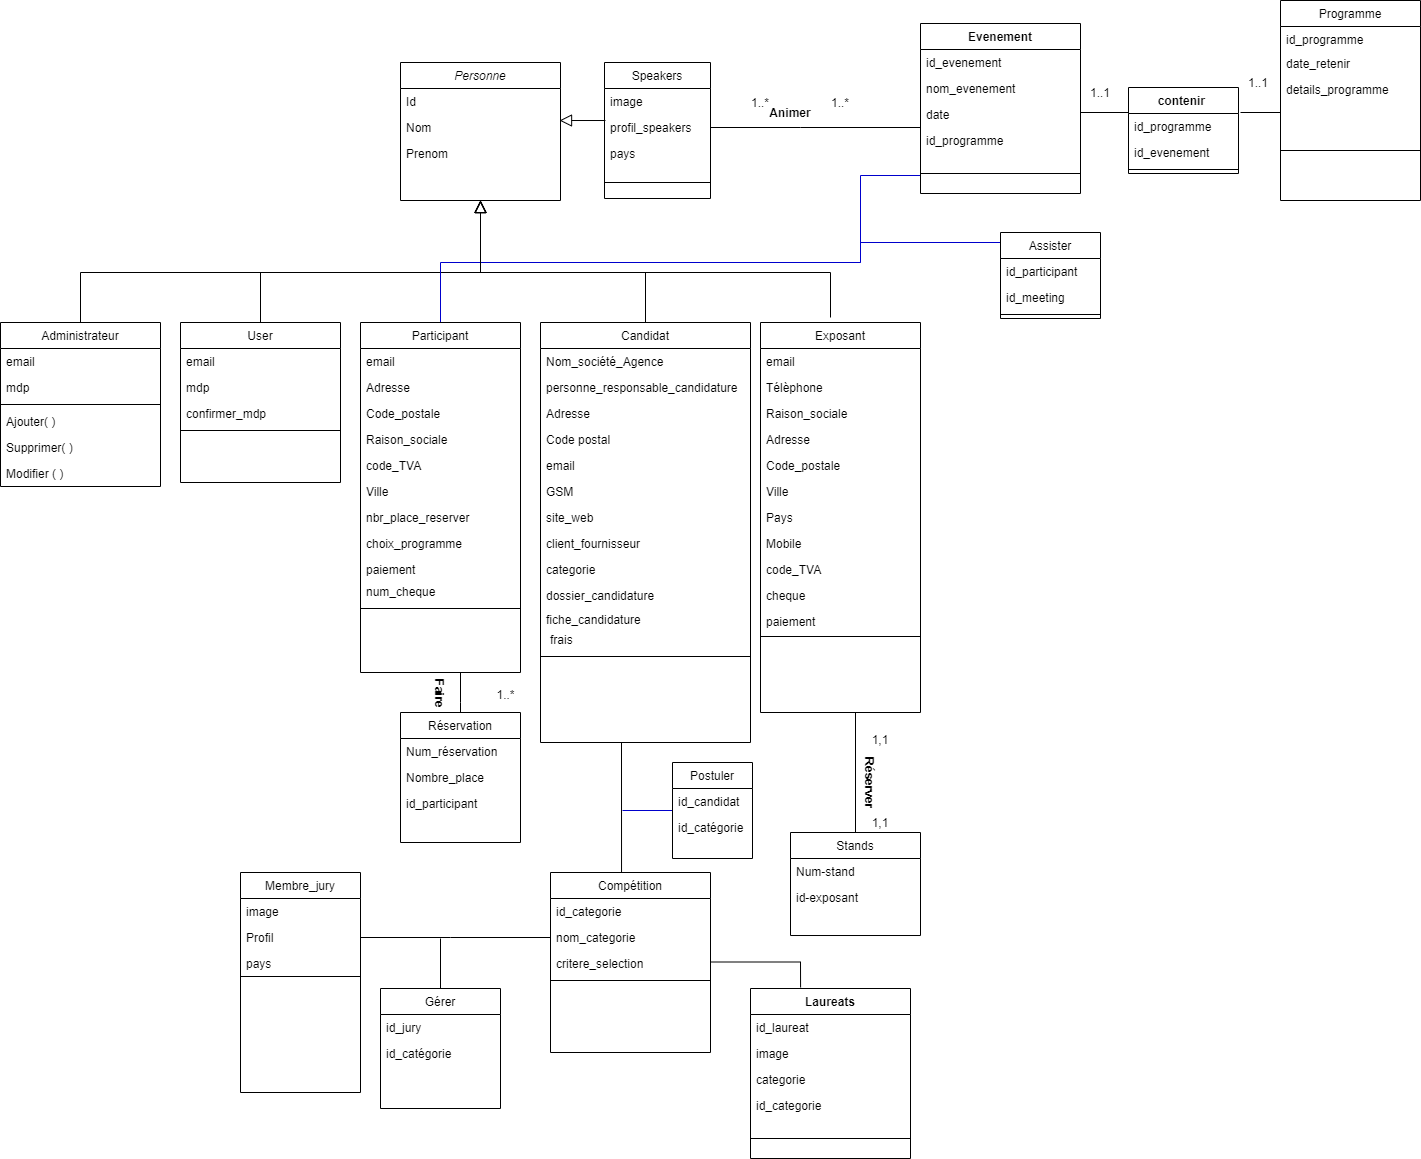 Programme
id_programme
date_retenir
details_programme
Evenement
id_evenement
nom_evenement
date
id_programme
1..1
contenir
id_programme
id_evenement
1..1
Personne
Id
Nom
Prenom
Speakers
image
profil_speakers
pays
1..*
Animer
1..*
Assister
id_participant
id_meeting
Administrateur
email
mdp
Ajouter( )
Supprimer( )
Modifier ( )
User
email
mdp
confirmer_mdp
Participant
email
Adresse
Code_postale
Raison_sociale
code_TVA
Ville
nbr_place_reserver
choix_programme
paiement
num_cheque
Candidat
Nom_société_Agence
personne_responsable_candidature
Adresse
Code postal
email
GSM
site_web
client_fournisseur
categorie
dossier_candidature
fiche_candidature
frais
Exposant
email
Télèphone
Raison_sociale
Adresse
Code_postale
Ville
Pays
Mobile
code_TVA
cheque
paiement
Faire
1..*
Réservation
Num_réservation
Nombre_place
id_participant
Postuler
id_candidat
id_catégorie
1,1
Réserver
1,1
Stands
Num-stand
id-exposant
Membre_jury
image
Profil
pays
Compétition
id_categorie
nom_categorie
critere_selection
Gérer
id_jury
id_catégorie
Laureats
id_laureat
image
categorie
id_categorie